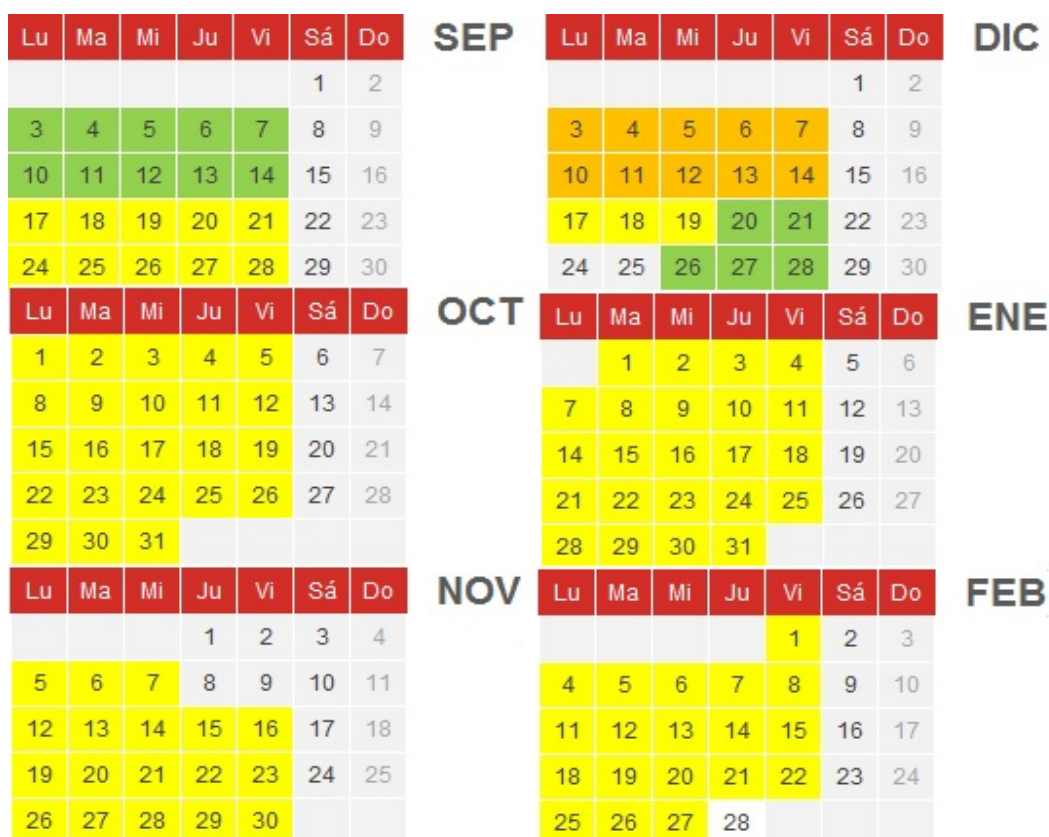 Lu Ma Mi Ju Vi Sá Do SEP
1 2
3 4 5 6 7 8 9
10 11 12 13 14 15 16
17 18 19 20 21 22 23
24 25 26 27 28 29 30
Lu Ma Mi Ju Vi Sá Do OCT
1 2 3 4 5 6 7
8 9 10 11 12 13 14
15 16 17 18 19 20 21
22 23 24 25 26 27 28
29 30 31
Lu Ma Mi Ju Vi Sá Do NOV
1 2 3 4
5 6 7 8 9 10 11
12 13 14 15 16 17 18
19 20 21 22 23 24 25
26 27 28 29 30
Lu Ma Mi Ju Vi Sá Do DIC
1 2
3 4 5 6 7 8 9
10 11 12 13 14 15 16
17 18 19 20 21 22 23
24 25 26 27 28 29 30
Lu Ma Mi Ju Vi Sá Do ENE
1 2 3 4 5 6
7 8 9 10 11 12 13
14 15 16 17 18 19 20
21 22 23 24 25 26 27
28 29 30 31
Lu Ma Mi Ju Vi Sá Do FEB
1 2 3
4 5 6 7 8 9 10
11 12 13 14 15 16 17
18 19 20 21 22 23 24
25 26 27 28